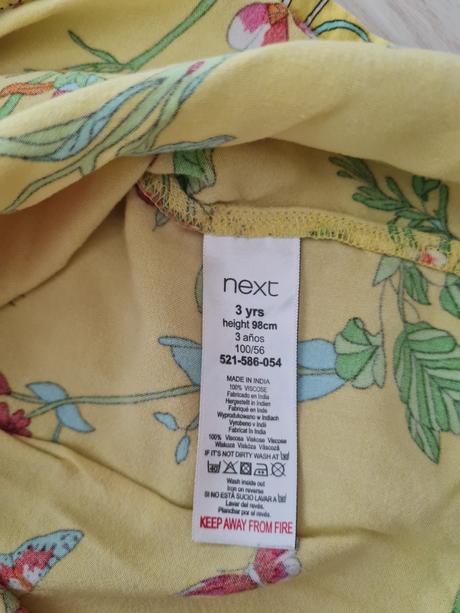 next
3 yrs
height 98cm
3 años
100/56
521-586-054
MADE IN INDIA
100% VISCOSE
Fabricado en India
Hergestellt in Indien
Fabriqué en Inde
Wyprodukowano w Indiach
Vyrobeno v Indii
Fabricat în India
100% Viscosa Viskose Viscose
Wiskoza Viskóza Vâscoză
IF IT'S NOT DIRTY WASH AT 30
Wash inside out
Iron on reverse
SI NO ESTÁ SUCIO LAVAR A 30
Lavar del revés.
Planchar por el revés.
KEEP AWAY FROM FIRE